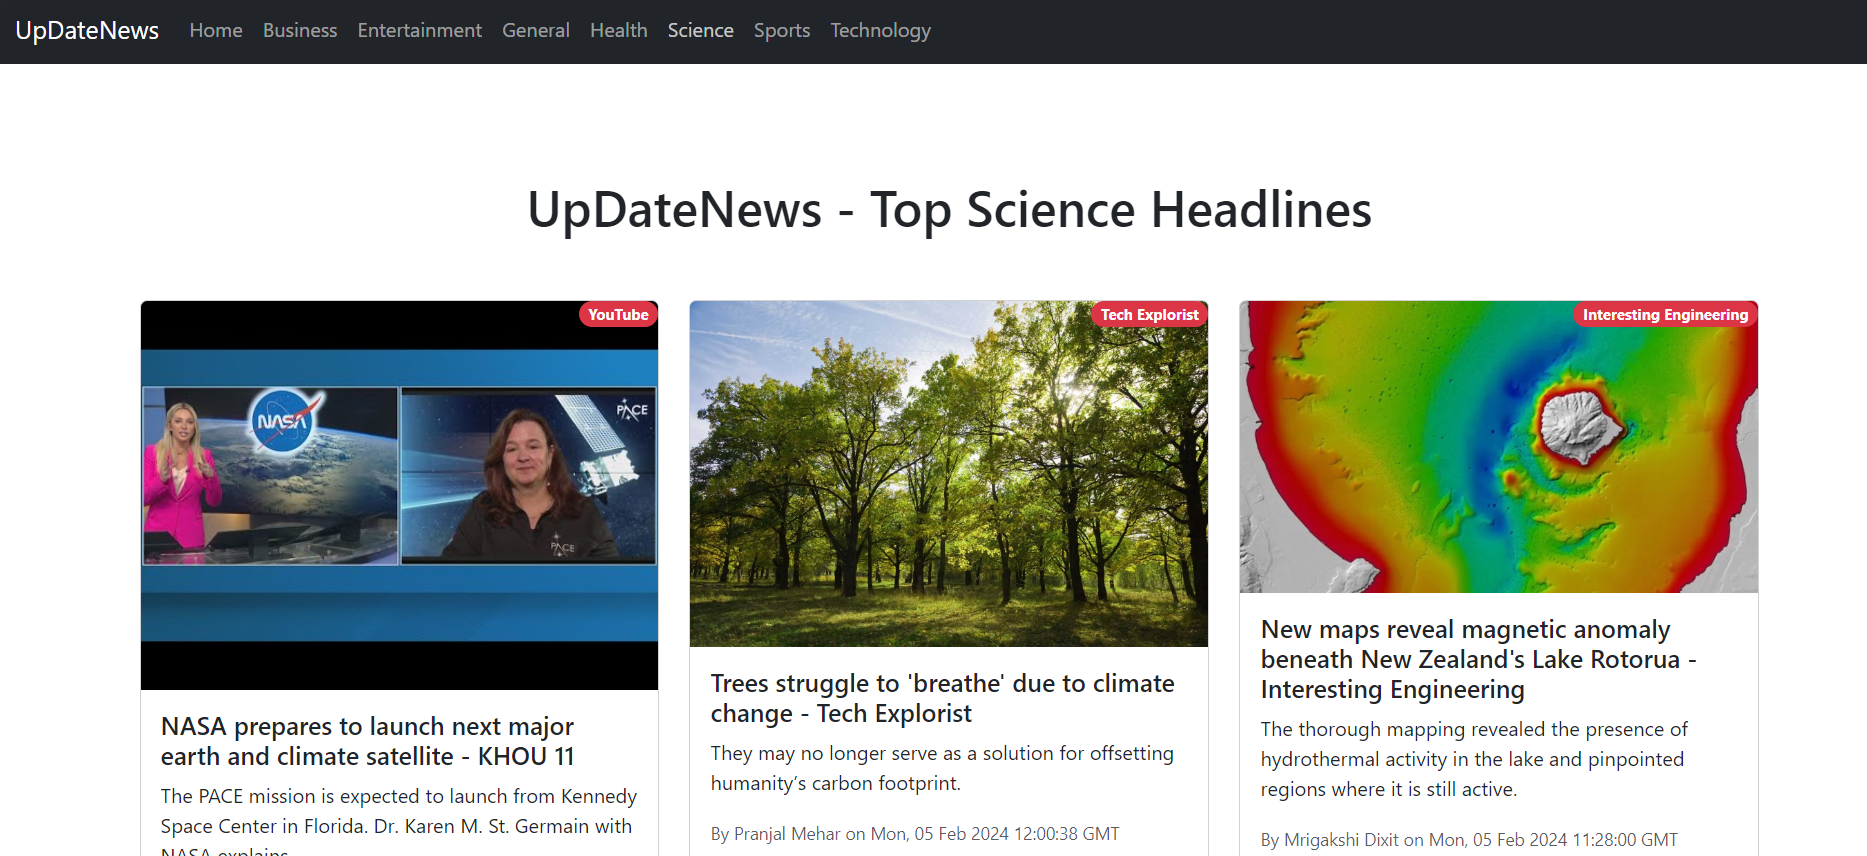 UpDateNews Home Business Entertainment General Health Science Sports Technology
UpDateNews - Top Science Headlines
YouTube
NASA
PACE
PACE
NASA prepares to launch next major
earth and climate satellite - KHOU 11
The PACE mission is expected to launch from Kennedy
Space Center in Florida. Dr. Karen M. St. Germain with
NASA explains
Tech Explorist
Trees struggle to 'breathe' due to climate
change - Tech Explorist
They may no longer serve as a solution for offsetting
humanity’s carbon footprint.
By Pranjal Mehar on Mon, 05 Feb 2024 12:00:38 GMT
Interesting Engineering
New maps reveal magnetic anomaly
beneath New Zealand's Lake Rotorua -
Interesting Engineering
The thorough mapping revealed the presence of
hydrothermal activity in the lake and pinpointed
regions where it is still active.
By Mrigakshi Dixit on Mon, 05 Feb 2024 11:28:00 GMT